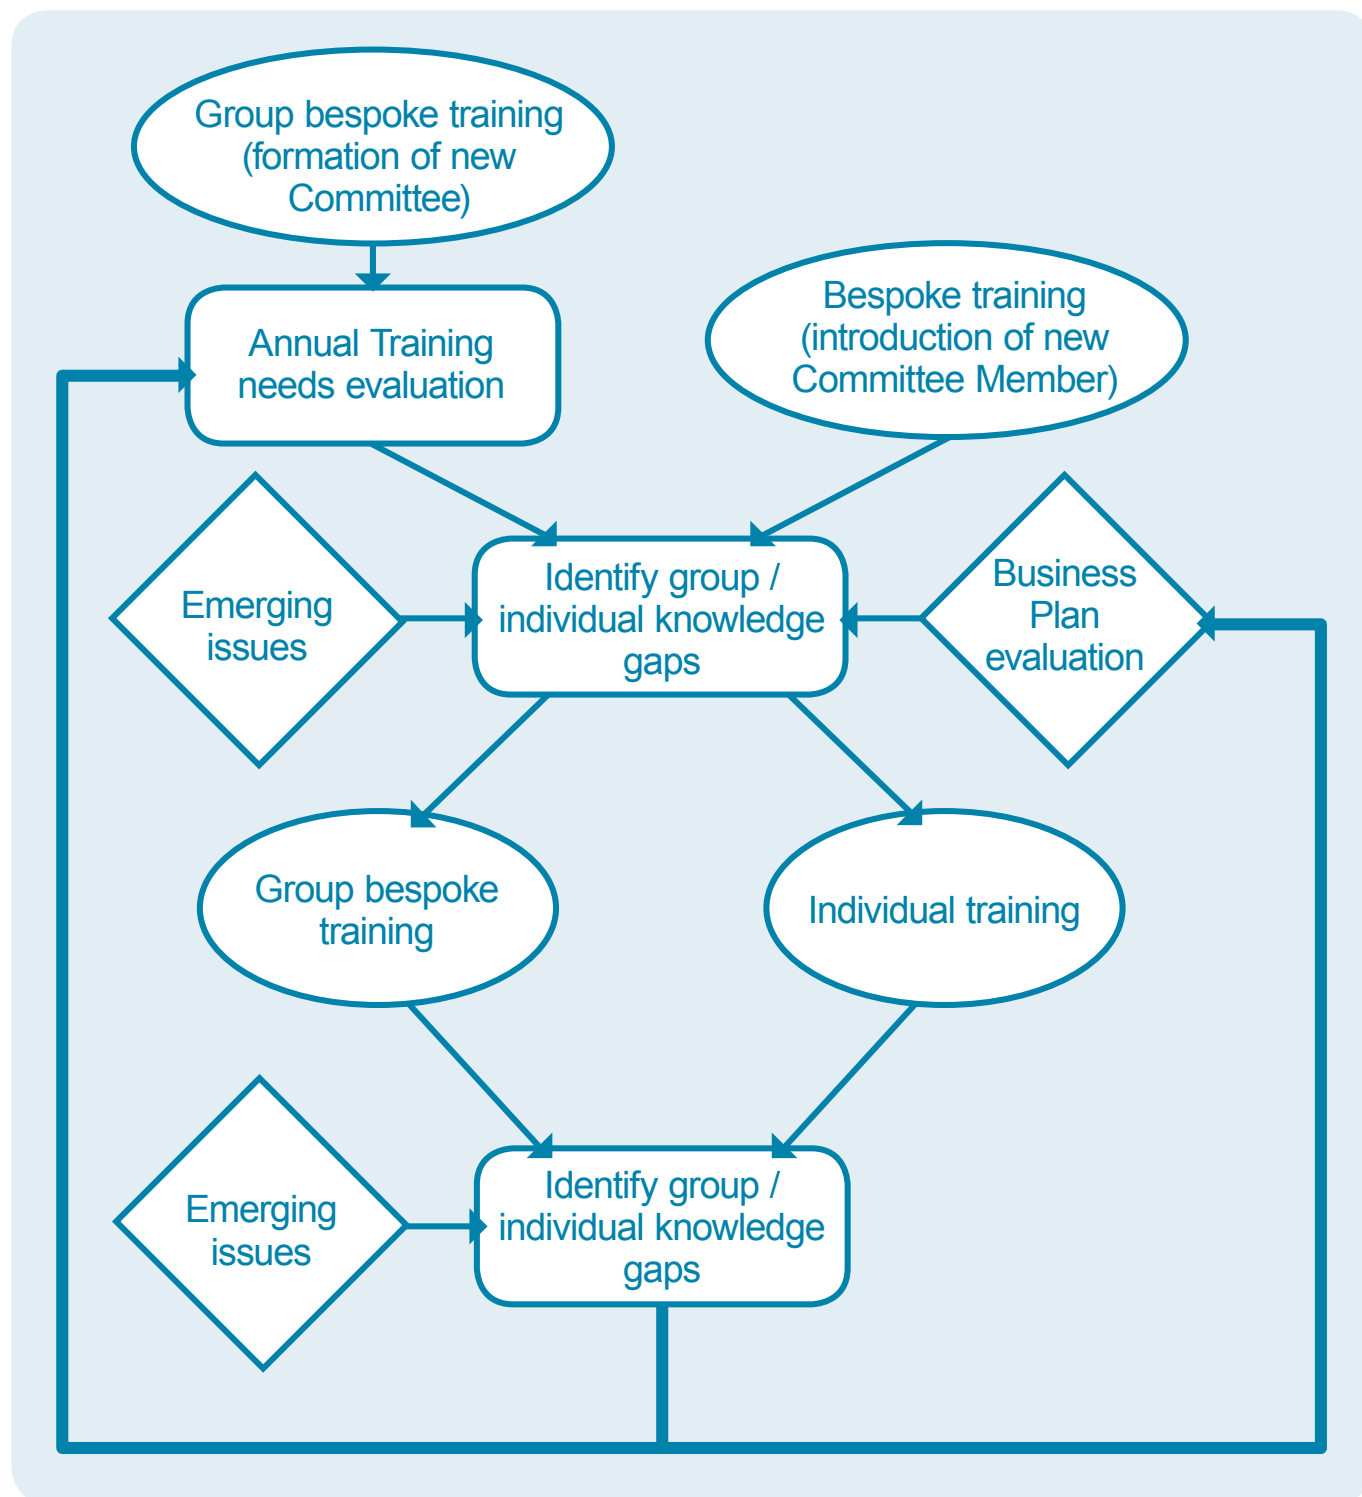 Group bespoke training
(formation of new
Committee)
Bespoke training
(introduction of new
Committee Member)
Annual Training
needs evaluation
Emerging
issues
Identify group /
individual knowledge
gaps
Business
Plan
evaluation
Group bespoke
training
Individual training
Emerging
issues
Identify group /
individual knowledge
gaps